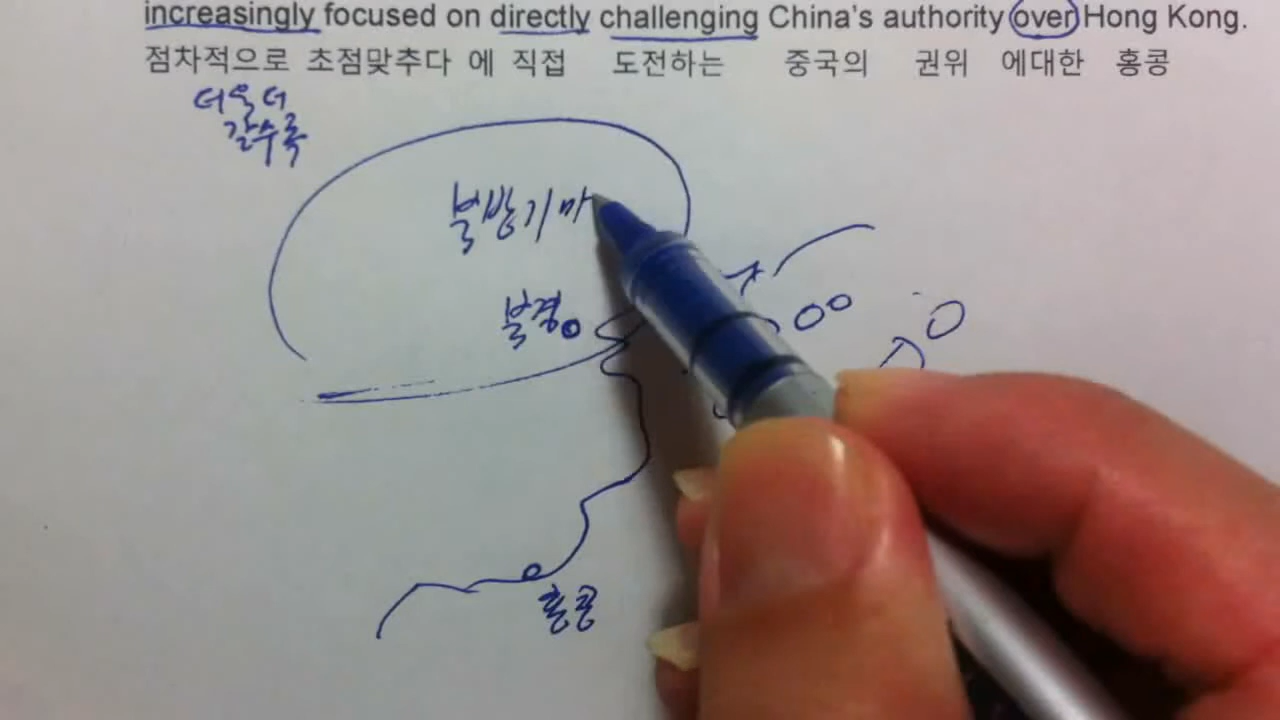 increasingly focused on directly challenging China's authority over Hong Kong.
점차적으로 초점맞추다 에 직접 도전하는 중국의 권위 에대한 홍콩
더욱더
갈수록
북방기마
북경
홍콩